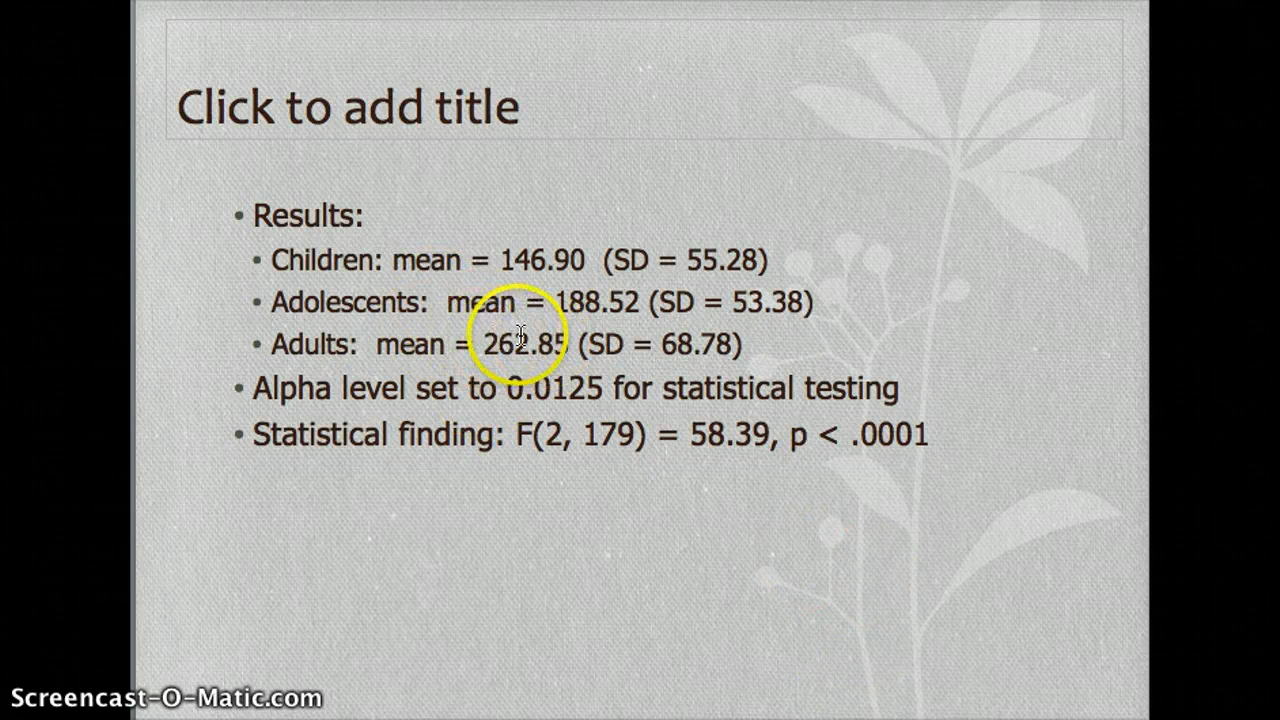 Click to add title
• Results:
• Children: mean = 146.90 (SD = 55.28)
• Adolescents: mean = 188.52 (SD = 53.38)
• Adults: mean = 262.85 (SD = 68.78)
• Alpha level set to 0.0125 for statistical testing
• Statistical finding: F(2, 179) = 58.39, p < .0001
Screencast-O-Matic.com